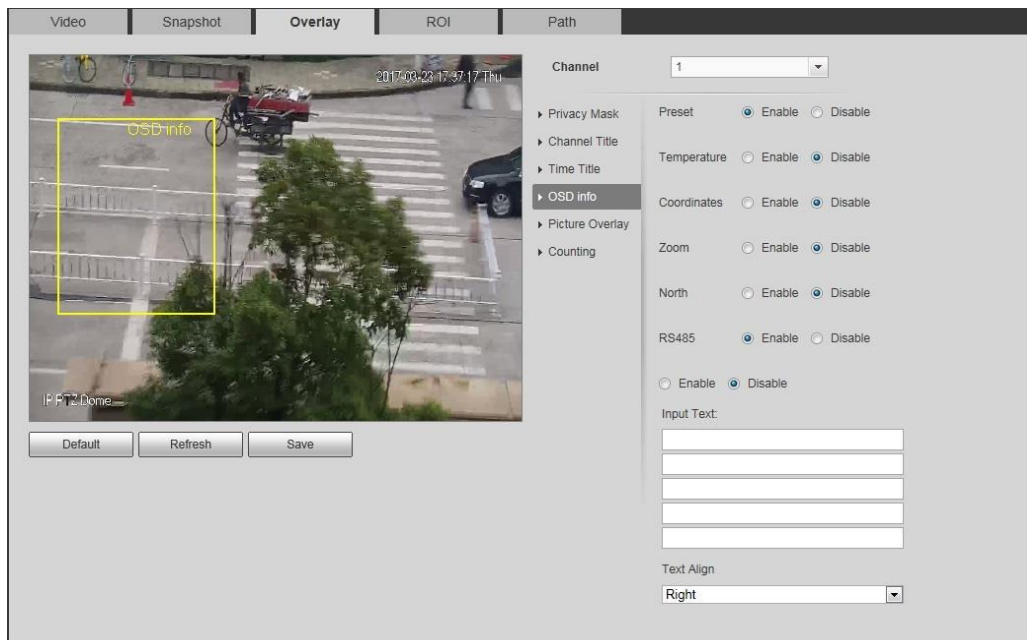 Video Snapshot Overlay ROI Path
2017-03-23 17:37:17 Thu
OSD info
IP PTZ Dome
Default Refresh Save
Channel 1
Privacy Mask
Channel Title
Time Title
OSD info
Picture Overlay
Counting
Preset Enable Disable
Temperature Enable Disable
Coordinates Enable Disable
Zoom Enable Disable
North Enable Disable
RS485 Enable Disable
Enable Disable
Input Text:
Text Align
Right